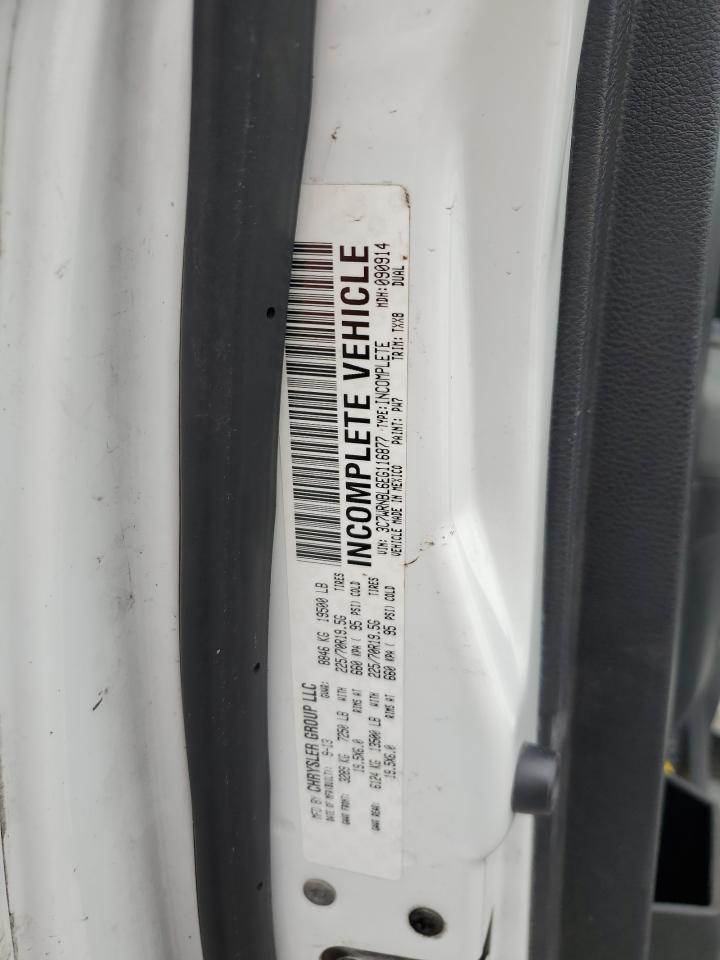 MFD BY CHRYSLER GROUP LLC
DATE OF MFR(BUILT): 9-13 GVWR: 8846 KG 19500 LB
GAWR FRONT: 3289 KG 7250 LB WITH 225/70R19.5G TIRES
19.5X6.0 RIMS AT 660 KPA ( 95 PSI) COLD
GAWR REAR: 6124 KG 13500 LB WITH 225/70R19.5G TIRES
19.5X6.0 RIMS AT 660 KPA ( 95 PSI) COLD
INCOMPLETE VEHICLE
VIN: 3C7WRNBL6EG116877 TYPE: INCOMPLETE MDH:090914
VEHICLE MADE IN MEXICO PAINT: PW7 TRIM: TXX8 DUAL